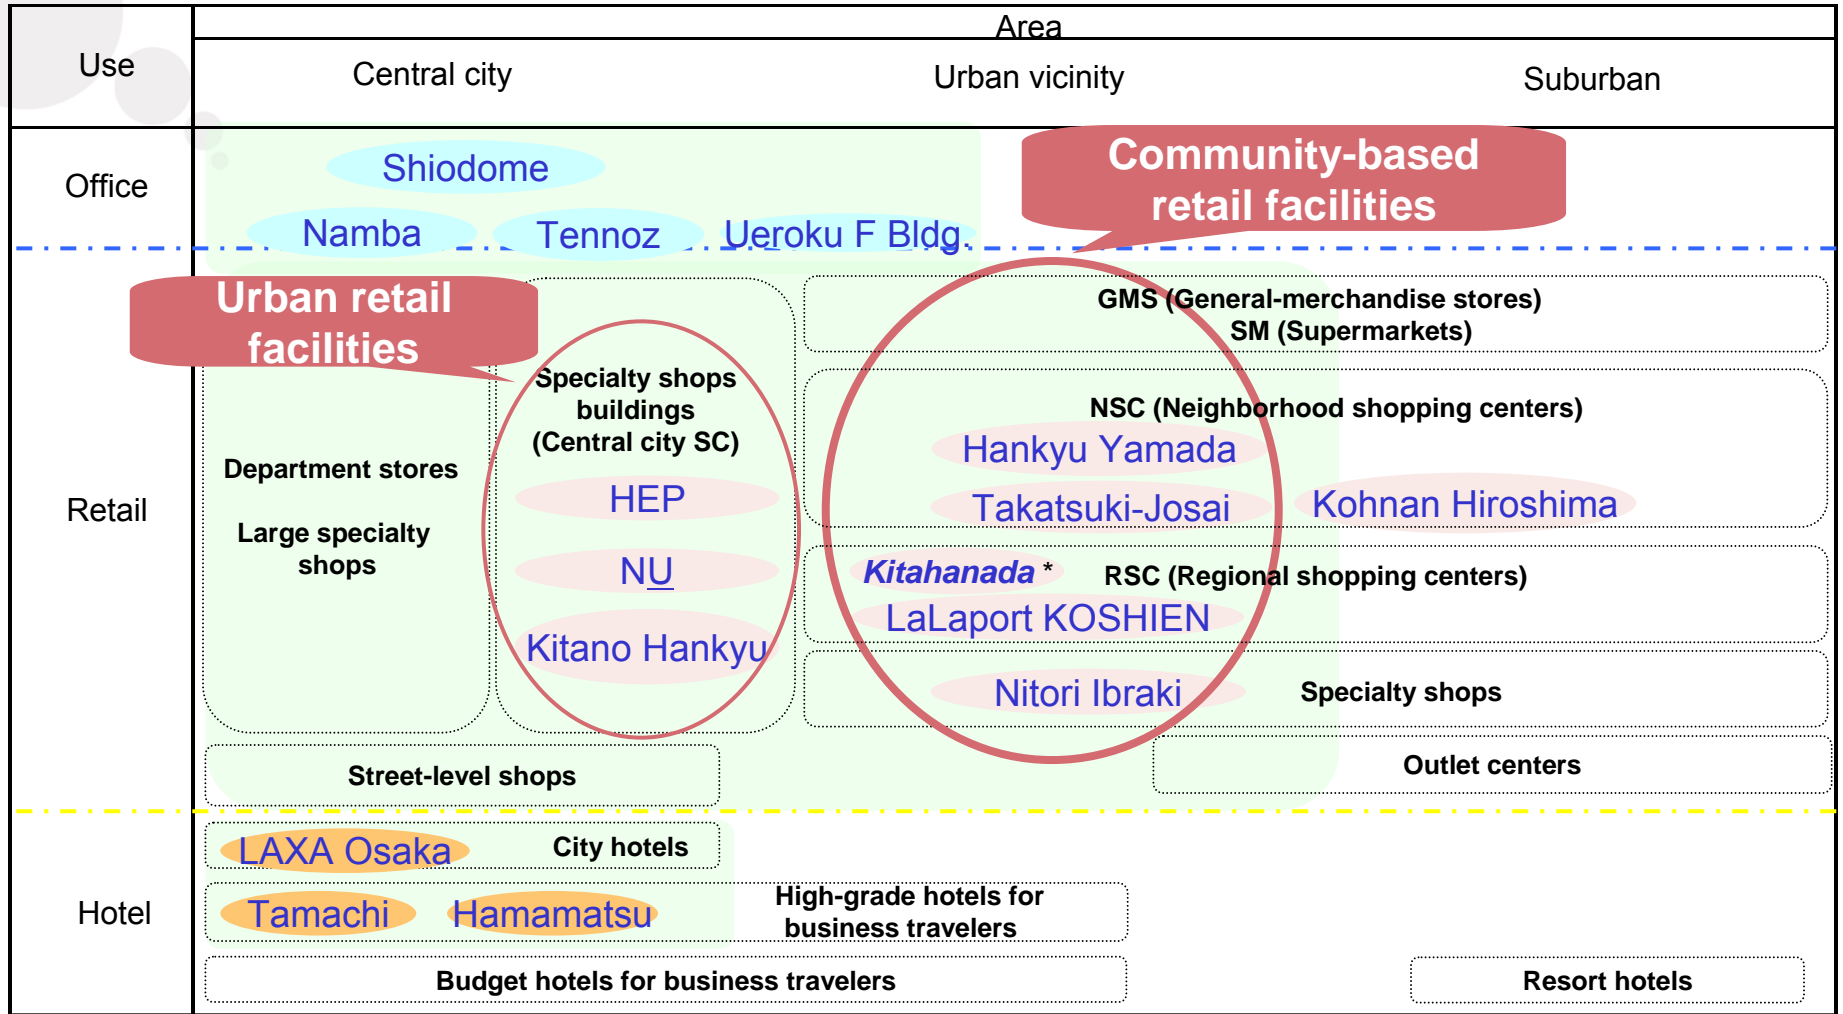 Area
Use
Central city
Urban vicinity
Suburban
Office
Shiodome
Namba
Tennoz
Ueroku F Bldg.
Community-based
retail facilities
Retail
Urban retail
facilities
Department stores
Large specialty
shops
Specialty shops
buildings
(Central city SC)
HEP
NU
Kitano Hankyu
GMS (General-merchandise stores)
SM (Supermarkets)
NSC (Neighborhood shopping centers)
Hankyu Yamada
Takatsuki-Josai
Kohnan Hiroshima
Kitahanada *
RSC (Regional shopping centers)
LaLaport KOSHIEN
Nitori Ibraki
Specialty shops
Street-level shops
Outlet centers
Hotel
LAXA Osaka
City hotels
Tamachi
Hamamatsu
High-grade hotels for
business travelers
Budget hotels for business travelers
Resort hotels